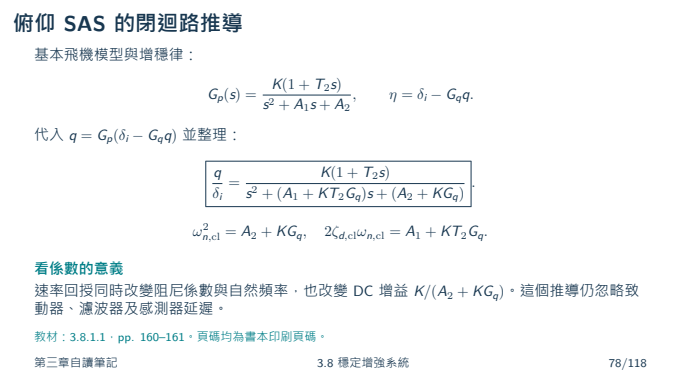 俯仰 SAS 的閉迴路推導
基本飛機模型與增穩律：
G_p(s) = K(1 + T_2 s) / (s^2 + A_1 s + A_2),   η = δ_i − G_q q.
代入 q = G_p(δ_i − G_q q) 並整理：
q/δ_i = K(1 + T_2 s) / (s^2 + (A_1 + KT_2 G_q)s + (A_2 + KG_q)).
ω_{n,cl}^2 = A_2 + KG_q,   2ζ_{d,cl} ω_{n,cl} = A_1 + KT_2 G_q.
看係數的意義
速率回授同時改變阻尼係數與自然頻率，也改變 DC 增益 K/(A_2 + KG_q)。這個推導仍忽略致
動器、濾波器及感測器延遲。
教材：3.8.1.1，pp. 160–161。頁碼均為書本印刷頁碼。
第三章自讀筆記 3.8 穩定增強系統 78/118